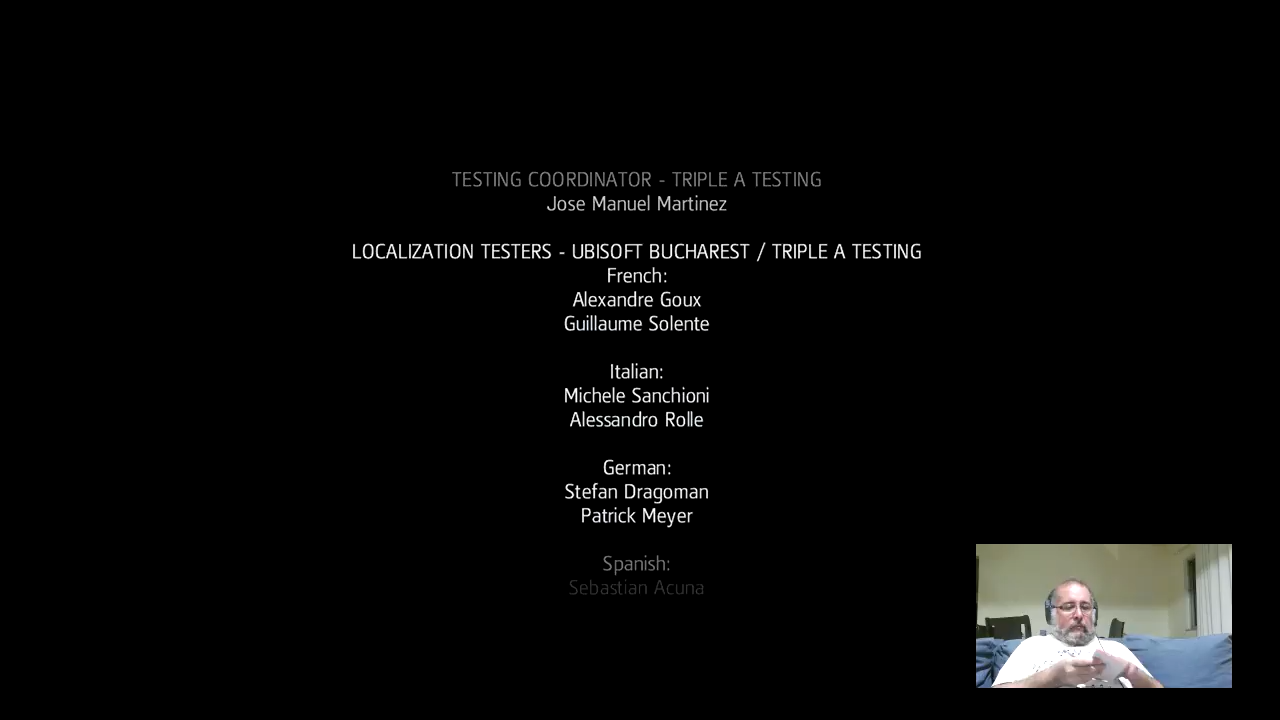 TESTING COORDINATOR - TRIPLE A TESTING
Jose Manuel Martinez
LOCALIZATION TESTERS - UBISOFT BUCHAREST / TRIPLE A TESTING
French:
Alexandre Goux
Guillaume Solente
Italian:
Michele Sanchioni
Alessandro Rolle
German:
Stefan Dragoman
Patrick Meyer
Spanish:
Sebastian Acuna